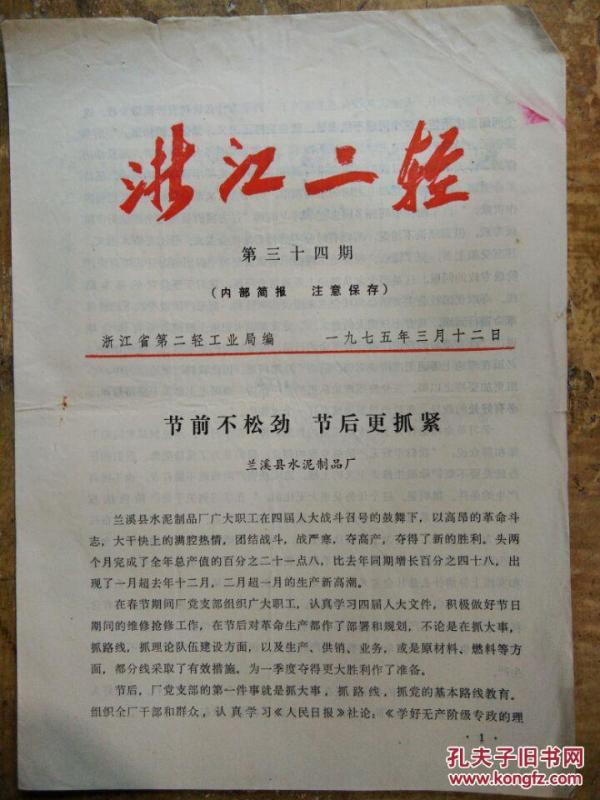 浙江二轻
第三十四期
(内部简报 注意保存)
浙江省第二轻工业局编 一九七五年三月十二日
节前不松劲 节后更抓紧
兰溪县水泥制品厂
兰溪县水泥制品厂广大职工在四届人大战斗召号的鼓舞下,以高昂的革命斗
志,大干快上的满腔热情,团结战斗,战严寒,夺高产,夺得了新的胜利。头两
个月完成了全年总产值的百分之二十一点八,比去年同期增长百分之四十八,出
现了一月超去年十二月,二月超一月的生产新高潮。
在春节期间厂党支部组织广大职工,认真学习四届人大文件,积极做好节日
期间的维修抢修工作,在节后对革命生产都作了部署和规划,不论是在抓大事,
抓路线,抓理论队伍建设方面,以及生产、供销、业务,或是原材料、燃料等方
面,都分线采取了有效措施。为一季度夺得更大胜利作了准备。
节后,厂党支部的第一件事就是抓大事,抓路线,抓党的基本路线教育。
组织全厂干部和群众,认真学习《人民日报》社论:《学好无产阶级专政的理
·1·
孔夫子旧书网
www.kongfz.com